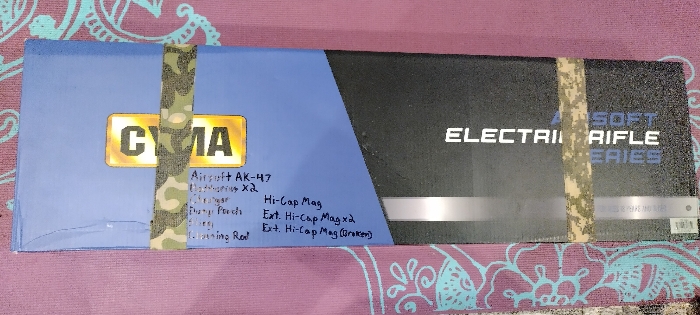 CYMA
Airsoft AK-47
Batteries x2
Charger
Dump Pouch
Cleaning Rod
Hi-Cap Mag
Ext. Hi-Cap Mag x2
Ext. Hi-Cap Mag (Broken)
AIRSOFT
ELECTRIC RIFLE
SERIES